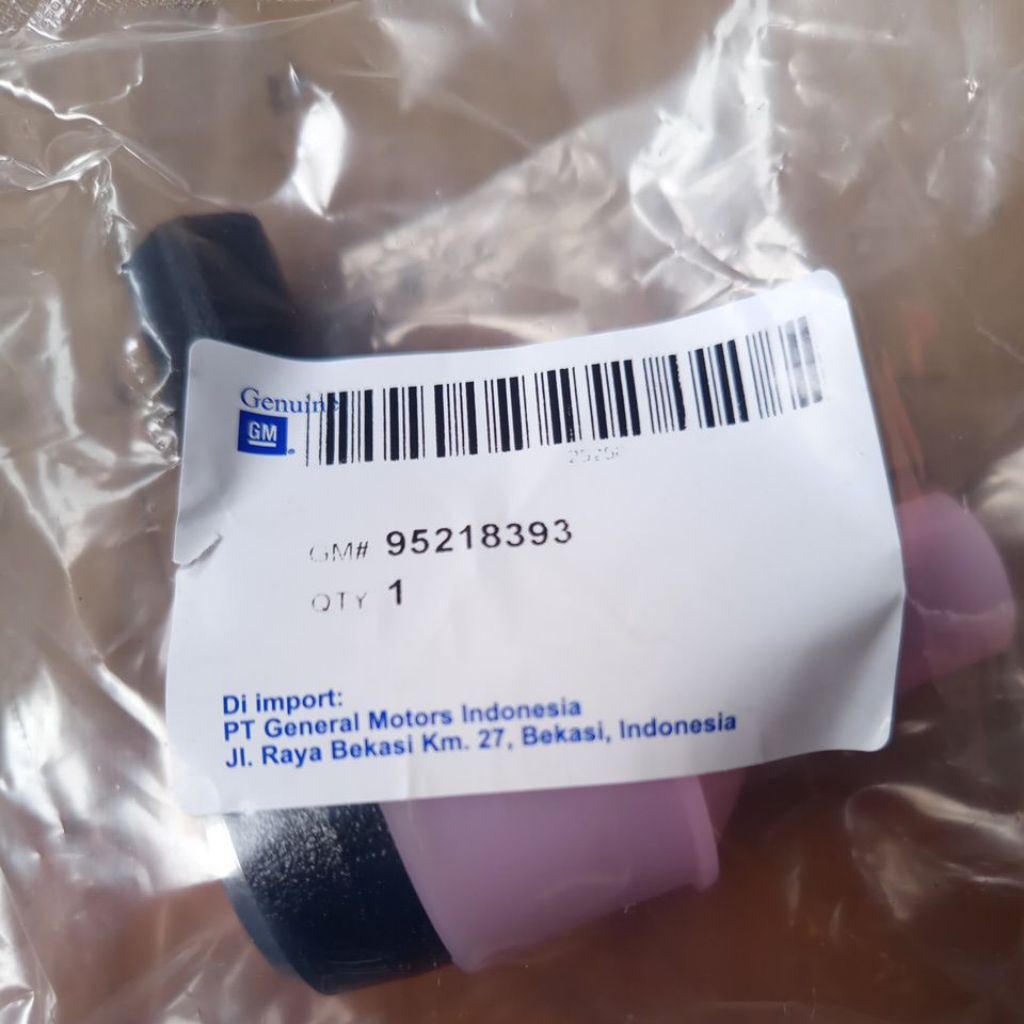 Genuine
GM
GM# 95218393
QTY 1
Di import:
PT General Motors Indonesia
Jl. Raya Bekasi Km. 27, Bekasi, Indonesia